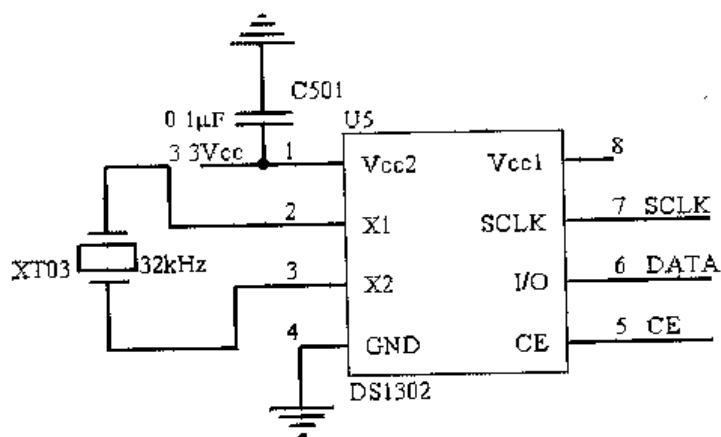 C501
0.1μF
U5
3.3Vcc
1
Vcc2
Vcc1
8
2
X1
SCLK
7 SCLK
XT03
32kHz
3
X2
I/O
6 DATA
4
GND
CE
5 CE
DS1302